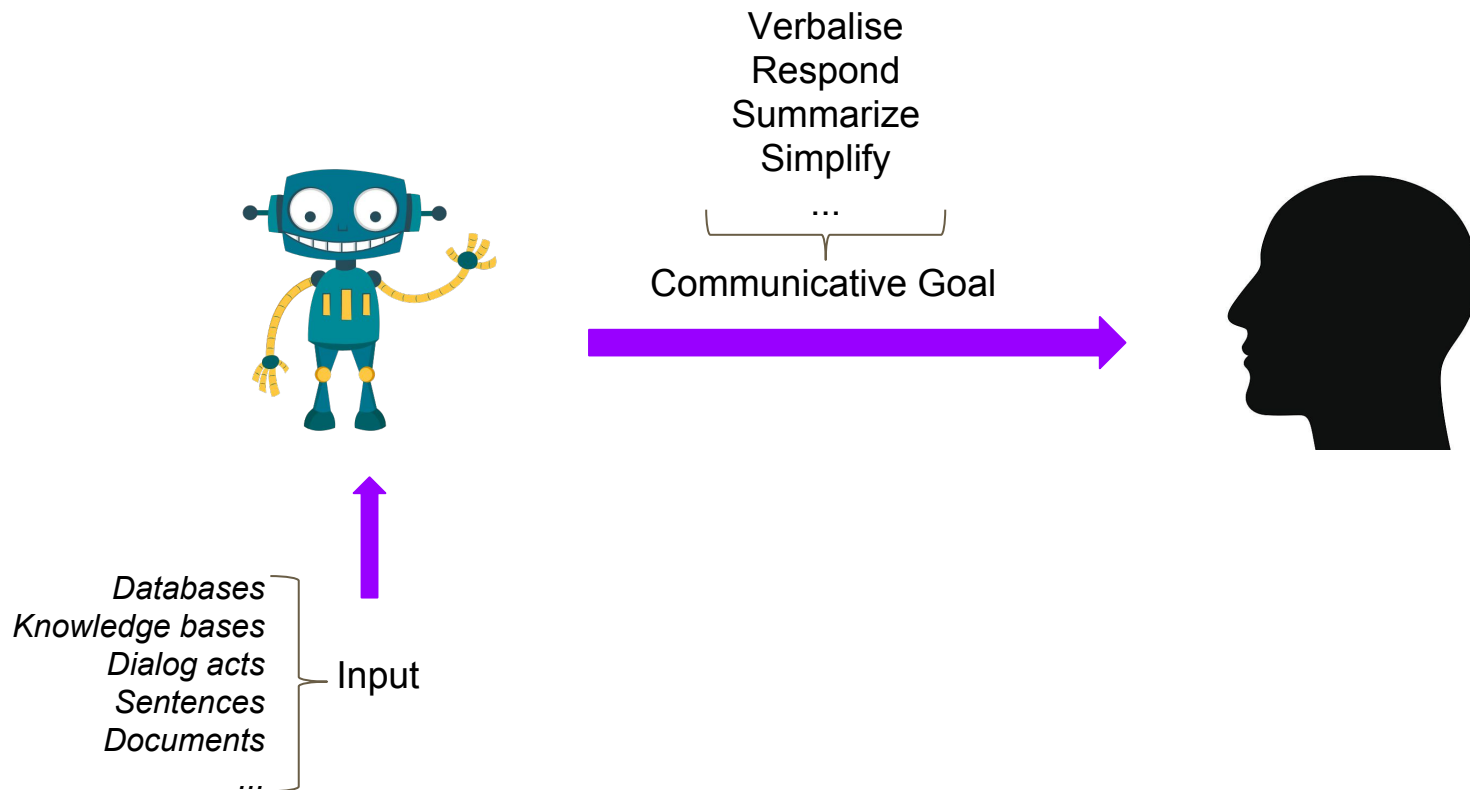 Verbalise
Respond
Summarize
Simplify
...
Communicative Goal
Databases
Knowledge bases
Dialog acts
Sentences
Documents
...
Input